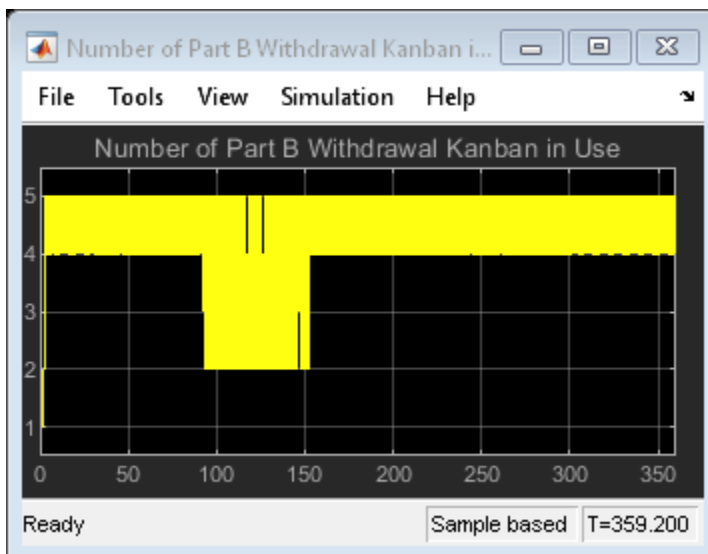 Number of Part B Withdrawal Kanban i...
File Tools View Simulation Help
Number of Part B Withdrawal Kanban in Use
5
4
3
2
1
0 50 100 150 200 250 300 350
Ready Sample based T=359.200